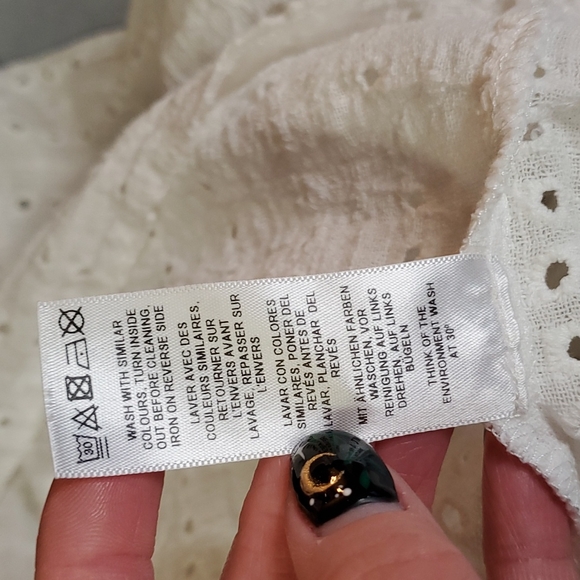 30
WASH WITH SIMILAR
COLOURS, TURN INSIDE
OUT BEFORE CLEANING,
IRON ON REVERSE SIDE
LAVER AVEC DES
COULEURS SIMILAIRES,
RETOURNER SUR
L'ENVERS AVANT
LAVAGE, REPASSER SUR
L'ENVERS
LAVAR CON COLORES
SIMILARES, PONER DEL
REVÉS ANTES DE
LAVAR, PLANCHAR DEL
REVÉS
MIT ÄHNLICHEN FARBEN
WASCHEN, VOR
REINIGUNG AUF LINKS
DREHEN, AUF LINKS
BÜGELN
THINK OF THE
ENVIRONMENT WASH
AT 30°